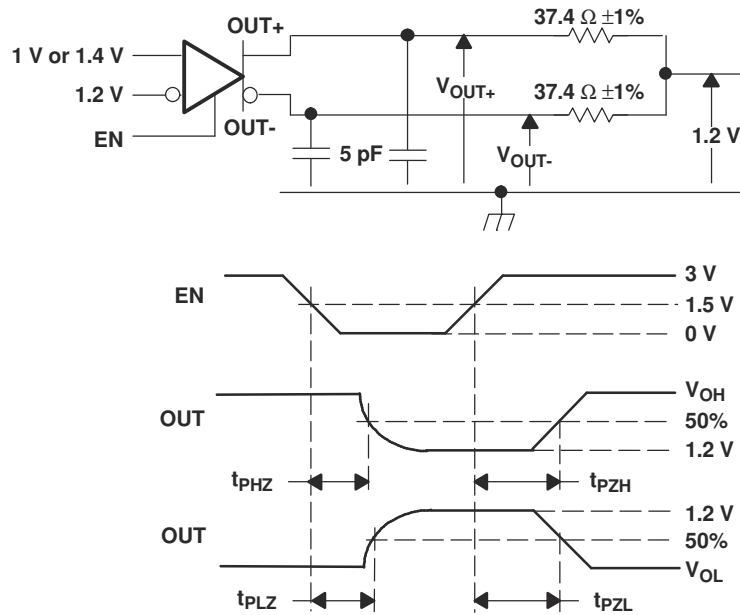 OUT+
37.4 Ω ±1%
1 V or 1.4 V
V_OUT+
37.4 Ω ±1%
1.2 V
OUT-
EN
5 pF
V_OUT-
1.2 V
3 V
EN
1.5 V
0 V
V_OH
OUT
50%
1.2 V
t_PHZ
t_PZH
1.2 V
OUT
50%
V_OL
t_PLZ
t_PZL